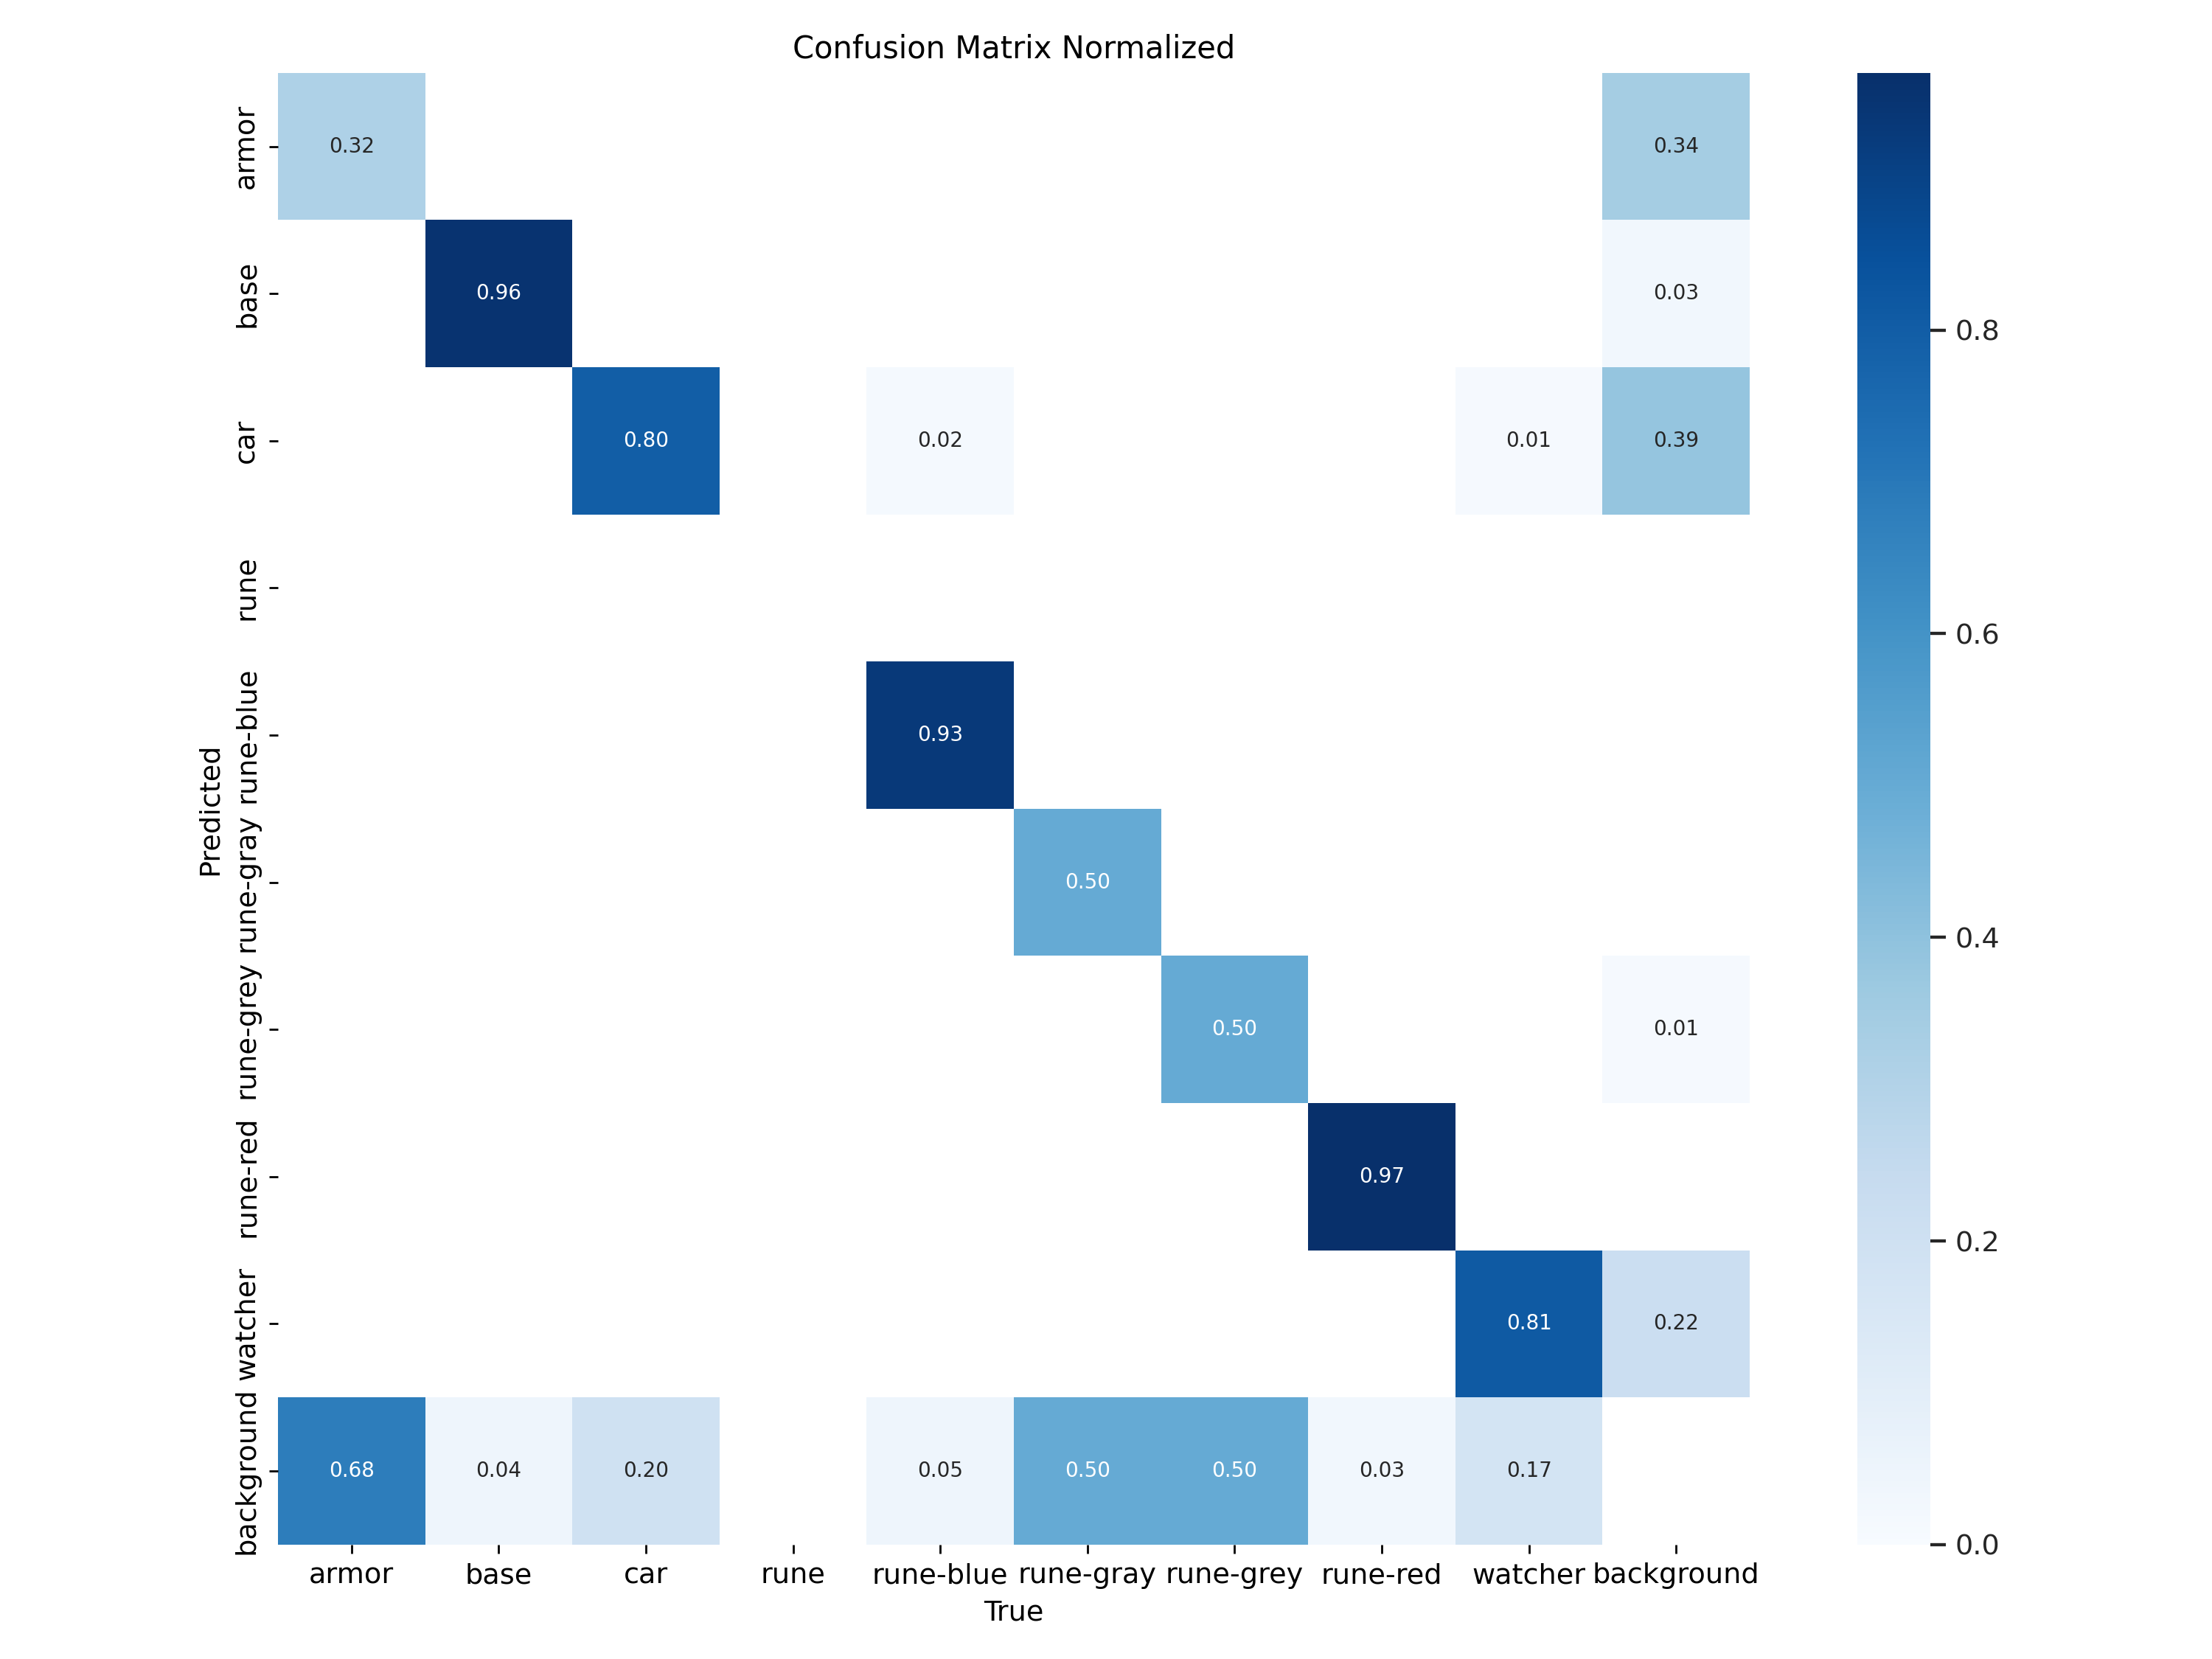 Confusion Matrix Normalized
armor
0.32
0.34
base
0.96
0.03
0.8
car
0.80
0.02
0.01
0.39
rune
0.6
Predicted
rune-blue
0.93
rune-gray
0.50
0.4
rune-grey
0.50
0.01
rune-red
0.97
0.2
watcher
0.81
0.22
background
0.68
0.04
0.20
0.05
0.50
0.50
0.03
0.17
0.0
armor base car rune rune-blue rune-gray rune-grey rune-red watcher background
True